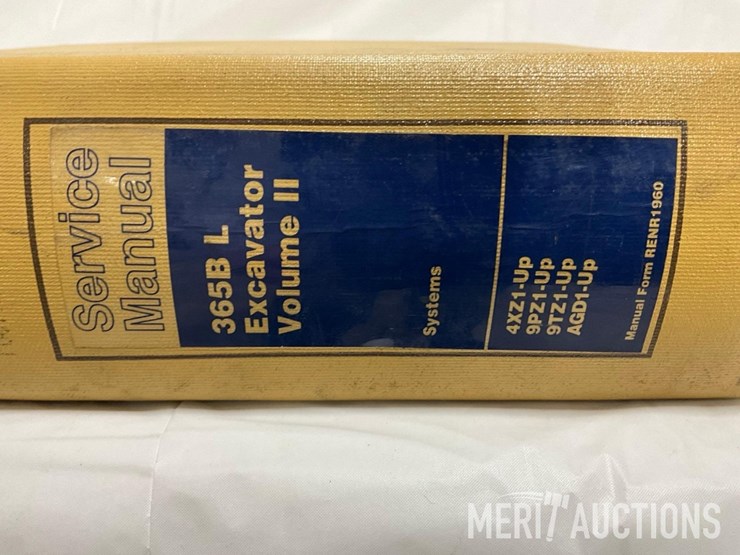 Service
Manual
365B L
Excavator
Volume II
Systems
4XZ1-Up
9PZ1-Up
9TZ1-Up
AGD1-Up
Manual Form RENR1960
MERIT AUCTIONS